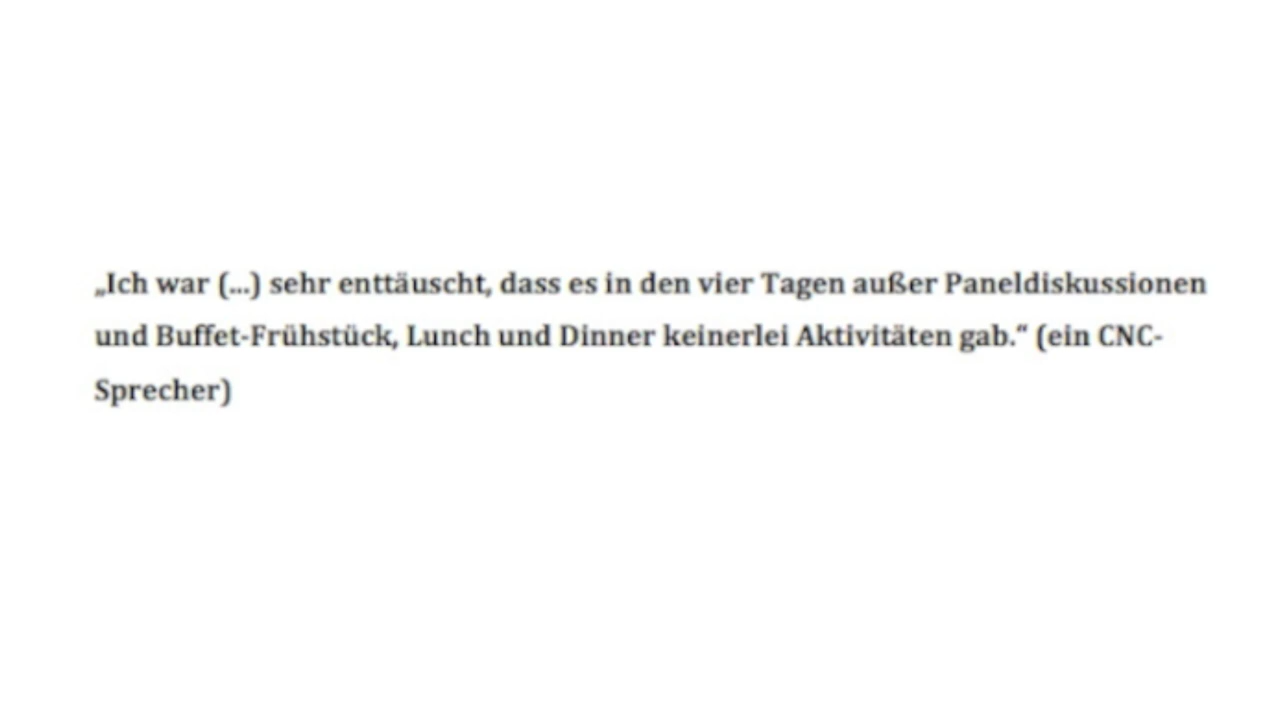 „Ich war (...) sehr enttäuscht, dass es in den vier Tagen außer Paneldiskussionen
und Buffet-Frühstück, Lunch und Dinner keinerlei Aktivitäten gab.“ (ein CNC-
Sprecher)